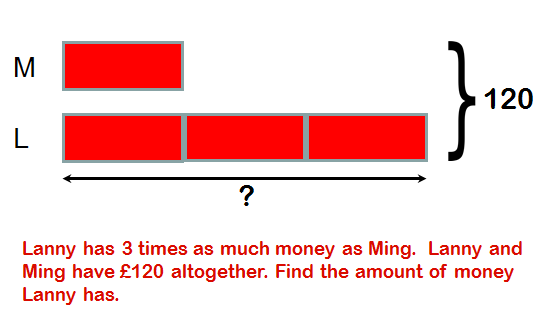 M
120
L
?
Lanny has 3 times as much money as Ming.  Lanny and
Ming have £120 altogether. Find the amount of money
Lanny has.